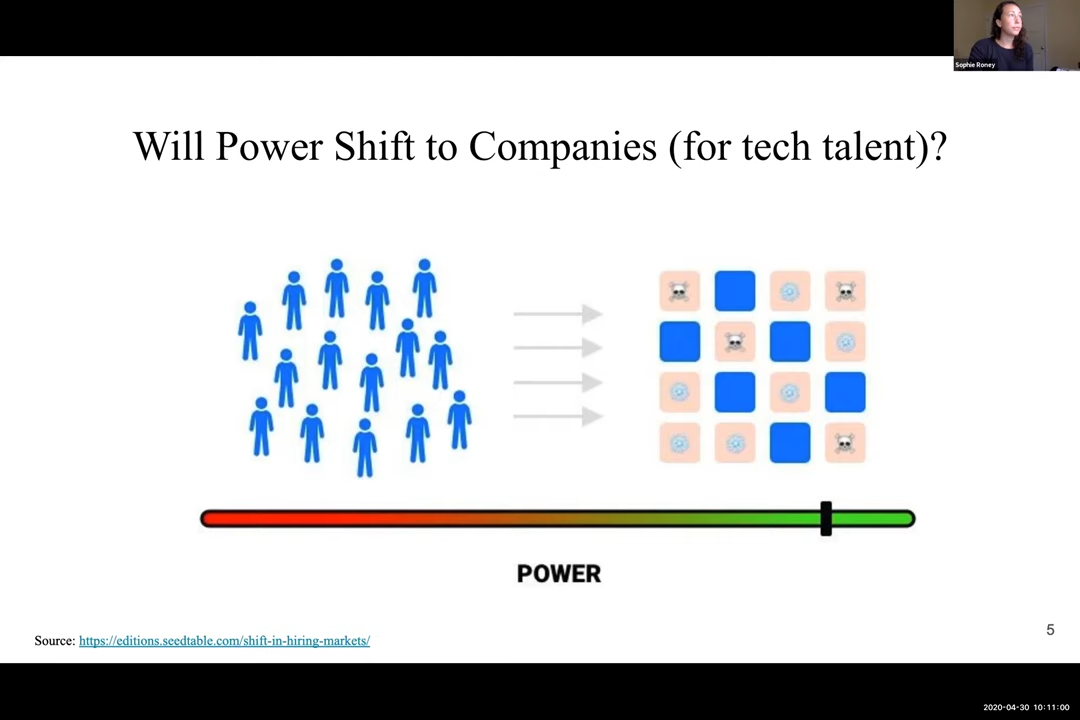 Sophie Roney
Will Power Shift to Companies (for tech talent)?
POWER
Source: https://editions.seedtable.com/shift-in-hiring-markets/
5
2020-04-30 10:11:00